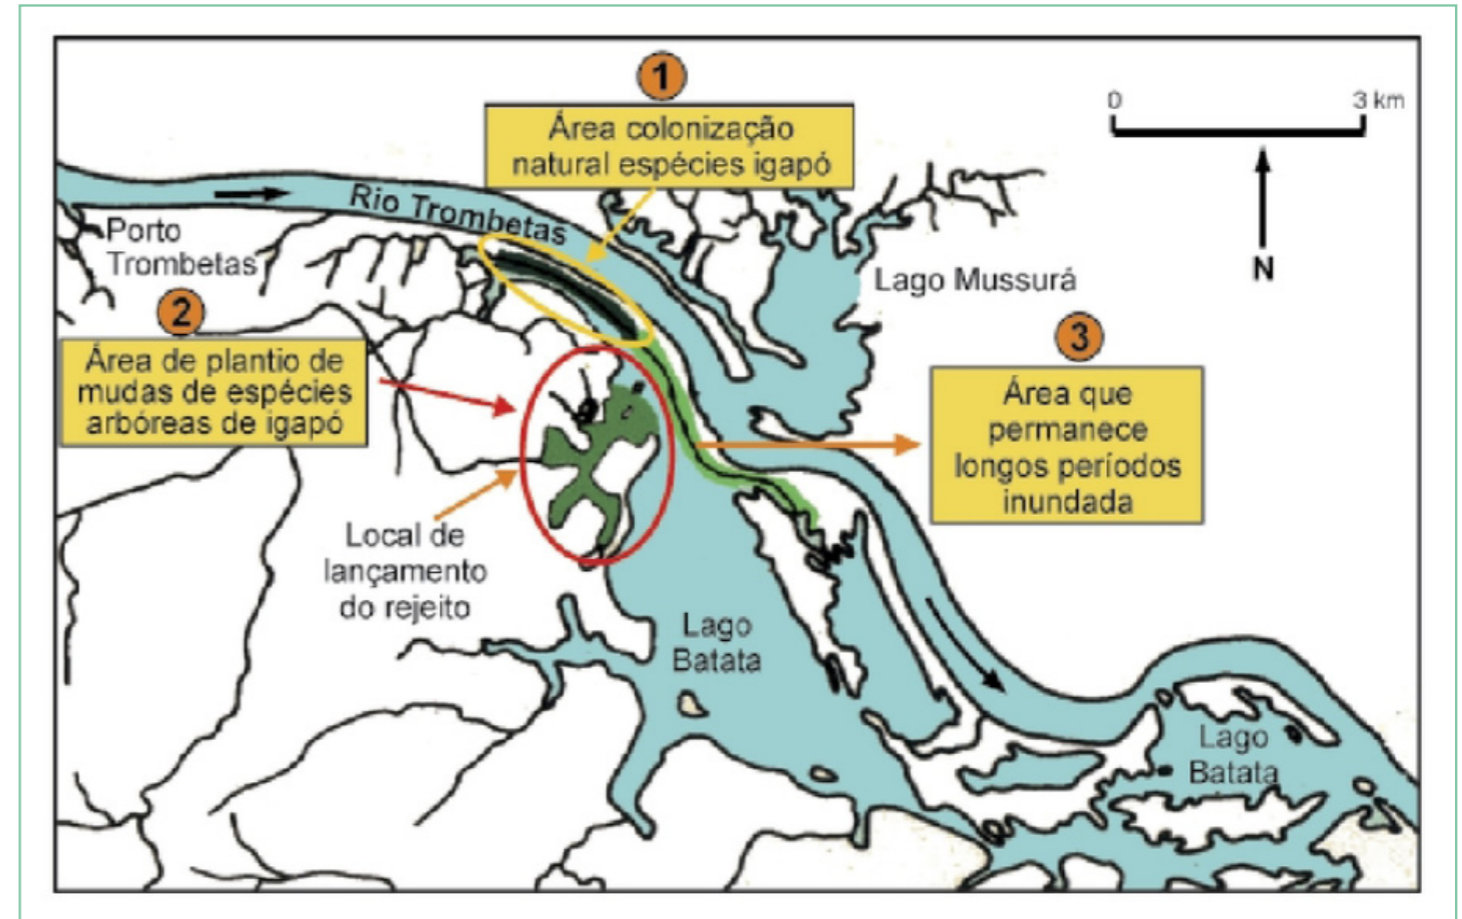 1
Área colonização
natural espécies igapó
0 3 km
Rio Trombetas
Porto
Trombetas
N
Lago Mussurá
2
Área de plantio de
mudas de espécies
arbóreas de igapó
3
Área que
permanece
longos períodos
inundada
Local de
lançamento
do rejeito
Lago
Batata
Lago
Batata